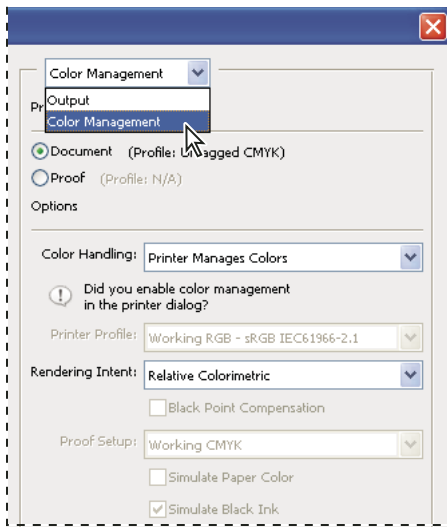 Color Management
Output
Color Management
Pr
Document (Profile: Untagged CMYK)
Proof (Profile: N/A)
Options
Color Handling: Printer Manages Colors
Did you enable color management
in the printer dialog?
Printer Profile: Working RGB - sRGB IEC61966-2.1
Rendering Intent: Relative Colorimetric
Black Point Compensation
Proof Setup: Working CMYK
Simulate Paper Color
Simulate Black Ink